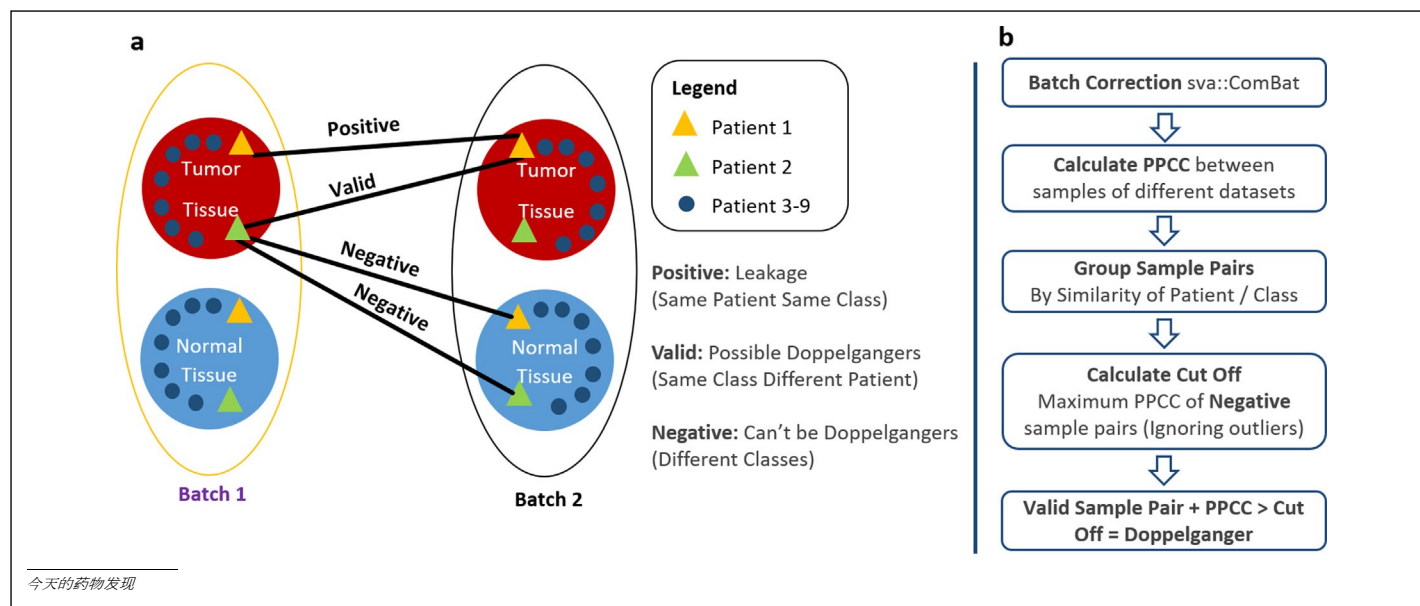 a
Positive
Valid
Negative
Negative
Tumor
Tissue
Normal
Tissue
Batch 1
Tumor
Tissue
Normal
Tissue
Batch 2
Legend
Patient 1
Patient 2
Patient 3-9
Positive: Leakage
(Same Patient Same Class)
Valid: Possible Doppelgangers
(Same Class Different Patient)
Negative: Can't be Doppelgangers
(Different Classes)
b
Batch Correction sva::ComBat
Calculate PPCC between
samples of different datasets
Group Sample Pairs
By Similarity of Patient / Class
Calculate Cut Off
Maximum PPCC of Negative
sample pairs (Ignoring outliers)
Valid Sample Pair + PPCC > Cut
Off = Doppelganger
今天的药物发现